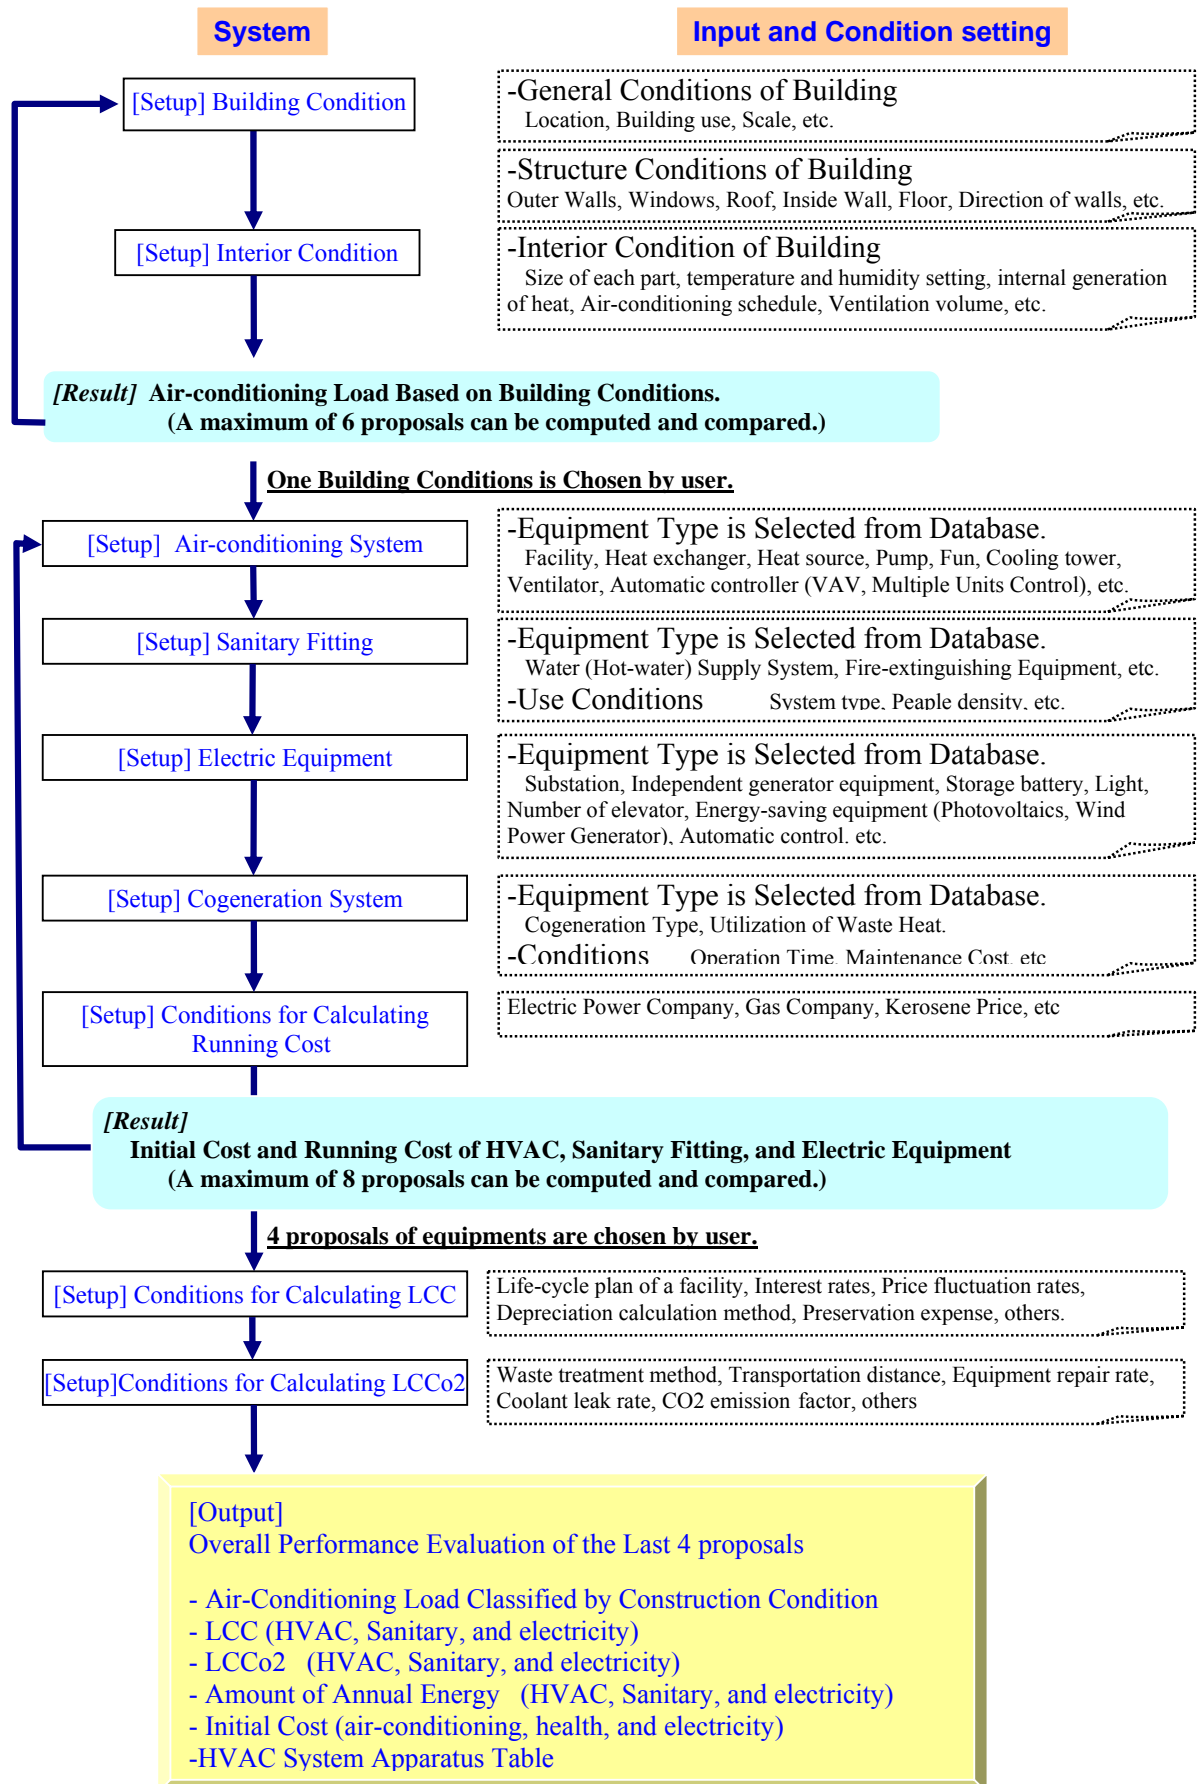 System
Input and Condition setting
[Setup] Building Condition
-General Conditions of Building
Location, Building use, Scale, etc.
-Structure Conditions of Building
Outer Walls, Windows, Roof, Inside Wall, Floor, Direction of walls, etc.
[Setup] Interior Condition
-Interior Condition of Building
Size of each part, temperature and humidity setting, internal generation
of heat, Air-conditioning schedule, Ventilation volume, etc.
[Result] Air-conditioning Load Based on Building Conditions.
(A maximum of 6 proposals can be computed and compared.)
One Building Conditions is Chosen by user.
[Setup] Air-conditioning System
-Equipment Type is Selected from Database.
Facility, Heat exchanger, Heat source, Pump, Fun, Cooling tower,
Ventilator, Automatic controller (VAV, Multiple Units Control), etc.
[Setup] Sanitary Fitting
-Equipment Type is Selected from Database.
Water (Hot-water) Supply System, Fire-extinguishing Equipment, etc.
-Use Conditions System type, Peaple density, etc.
[Setup] Electric Equipment
-Equipment Type is Selected from Database.
Substation, Independent generator equipment, Storage battery, Light,
Number of elevator, Energy-saving equipment (Photovoltaics, Wind
Power Generator), Automatic control. etc.
[Setup] Cogeneration System
-Equipment Type is Selected from Database.
Cogeneration Type, Utilization of Waste Heat.
-Conditions Operation Time, Maintenance Cost, etc
[Setup] Conditions for Calculating
Running Cost
Electric Power Company, Gas Company, Kerosene Price, etc
[Result]
Initial Cost and Running Cost of HVAC, Sanitary Fitting, and Electric Equipment
(A maximum of 8 proposals can be computed and compared.)
4 proposals of equipments are chosen by user.
[Setup] Conditions for Calculating LCC
Life-cycle plan of a facility, Interest rates, Price fluctuation rates,
Depreciation calculation method, Preservation expense, others.
[Setup]Conditions for Calculating LCCo2
Waste treatment method, Transportation distance, Equipment repair rate,
Coolant leak rate, CO2 emission factor, others
[Output]
Overall Performance Evaluation of the Last 4 proposals
- Air-Conditioning Load Classified by Construction Condition
- LCC (HVAC, Sanitary, and electricity)
- LCCo2 (HVAC, Sanitary, and electricity)
- Amount of Annual Energy (HVAC, Sanitary, and electricity)
- Initial Cost (air-conditioning, health, and electricity)
-HVAC System Apparatus Table